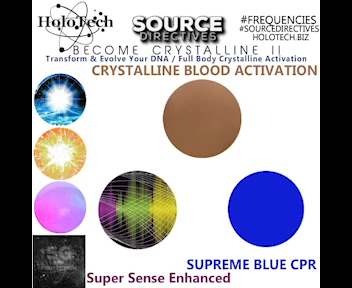 HoloTech
SOURCE
DIRECTIVES
#FREQUENCIES
#SOURCEDIRECTIVES
HOLOTECH.BIZ
BECOME CRYSTALLINE II
Transform & Evolve Your DNA / Full Body Crystalline Activation
CRYSTALLINE BLOOD ACTIVATION
SUPREME BLUE CPR
Super Sense Enhanced